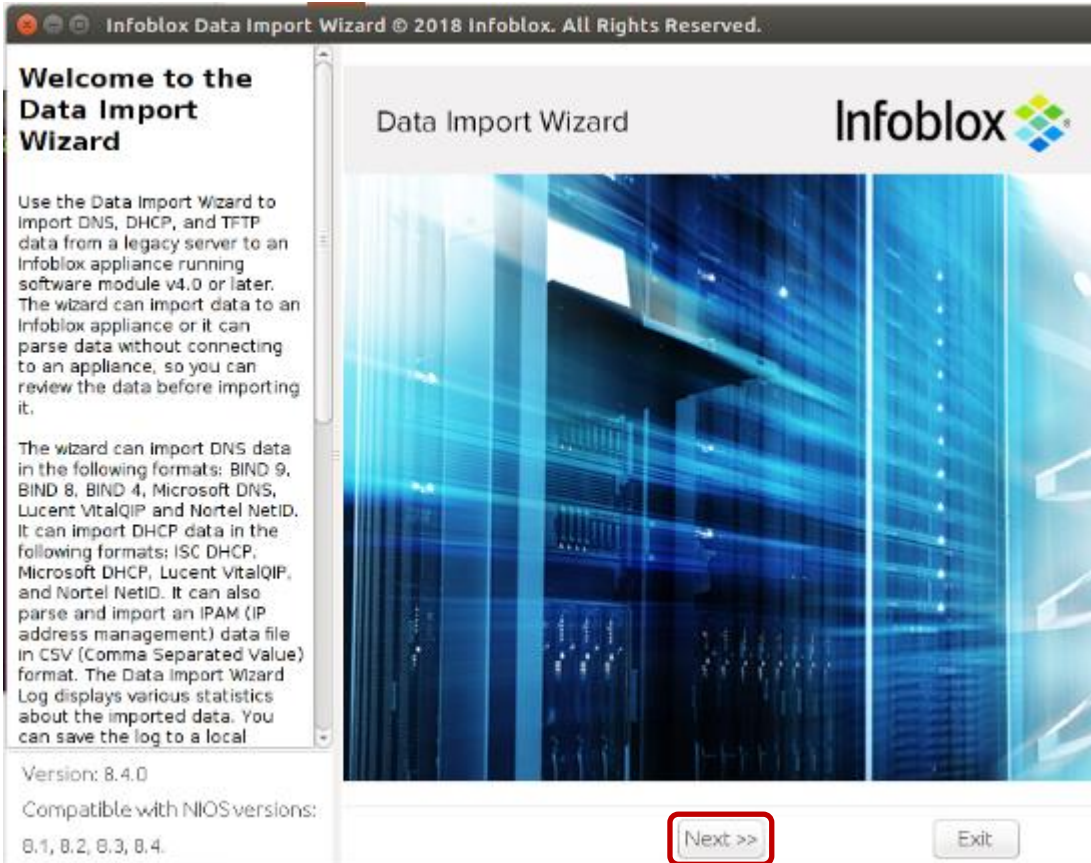 Infoblox Data Import Wizard © 2018 Infoblox. All Rights Reserved.
Welcome to the
Data Import
Wizard
Use the Data Import Wizard to
import DNS, DHCP, and TFTP
data from a legacy server to an
Infoblox appliance running
software module v4.0 or later.
The wizard can import data to an
Infoblox appliance or it can
parse data without connecting
to an appliance, so you can
review the data before importing
it.
The wizard can import DNS data
in the following formats: BIND 9,
BIND 8, BIND 4, Microsoft DNS,
Lucent VitalQIP and Nortel NetID.
It can import DHCP data in the
following formats: ISC DHCP,
Microsoft DHCP, Lucent VitalQIP,
and Nortel NetID. It can also
parse and import an IPAM (IP
address management) data file
in CSV (Comma Separated Value)
format. The Data Import Wizard
Log displays various statistics
about the imported data. You
can save the log to a local
Version: 8.4.0
Compatible with NIOS versions:
8.1, 8.2, 8.3, 8.4.
Data Import Wizard
Infoblox
Next >>
Exit